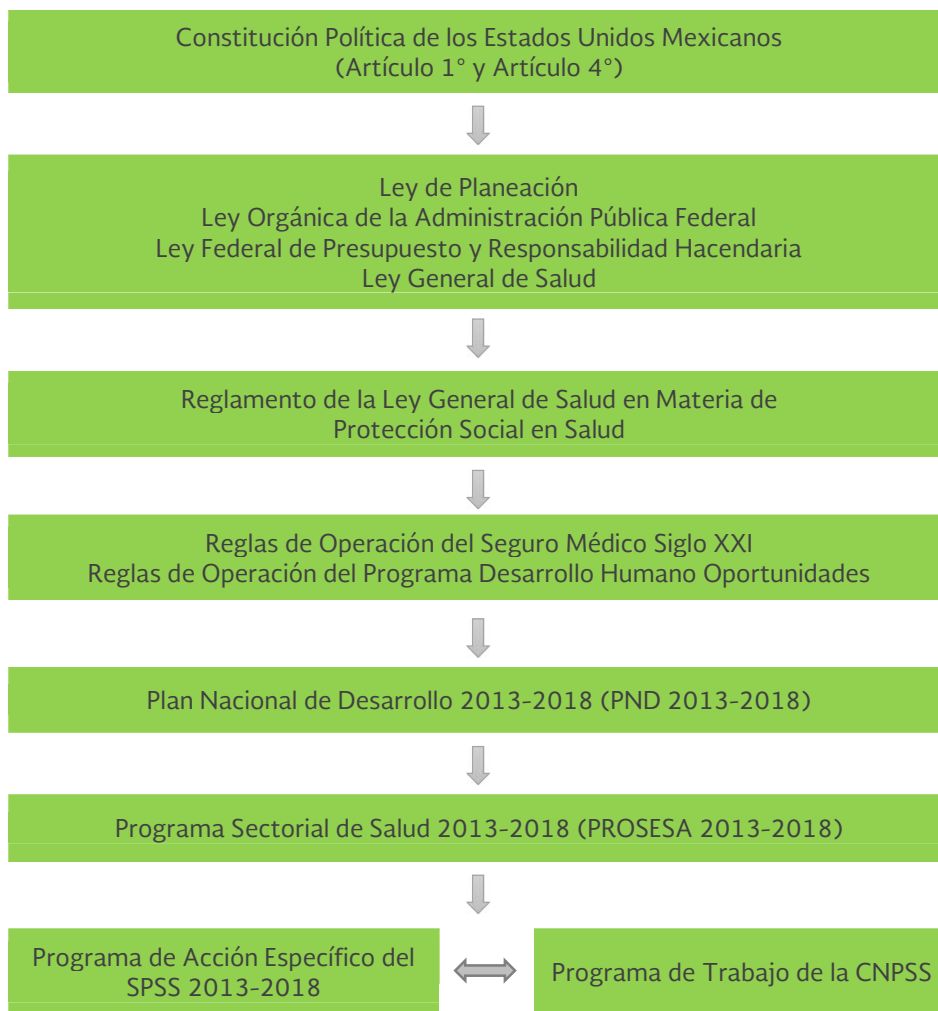 Constitución Política de los Estados Unidos Mexicanos
(Artículo 1° y Artículo 4°)
Ley de Planeación
Ley Orgánica de la Administración Pública Federal
Ley Federal de Presupuesto y Responsabilidad Hacendaria
Ley General de Salud
Reglamento de la Ley General de Salud en Materia de
Protección Social en Salud
Reglas de Operación del Seguro Médico Siglo XXI
Reglas de Operación del Programa Desarrollo Humano Oportunidades
Plan Nacional de Desarrollo 2013-2018 (PND 2013-2018)
Programa Sectorial de Salud 2013-2018 (PROSESA 2013-2018)
Programa de Acción Específico del
SPSS 2013-2018
Programa de Trabajo de la CNPSS